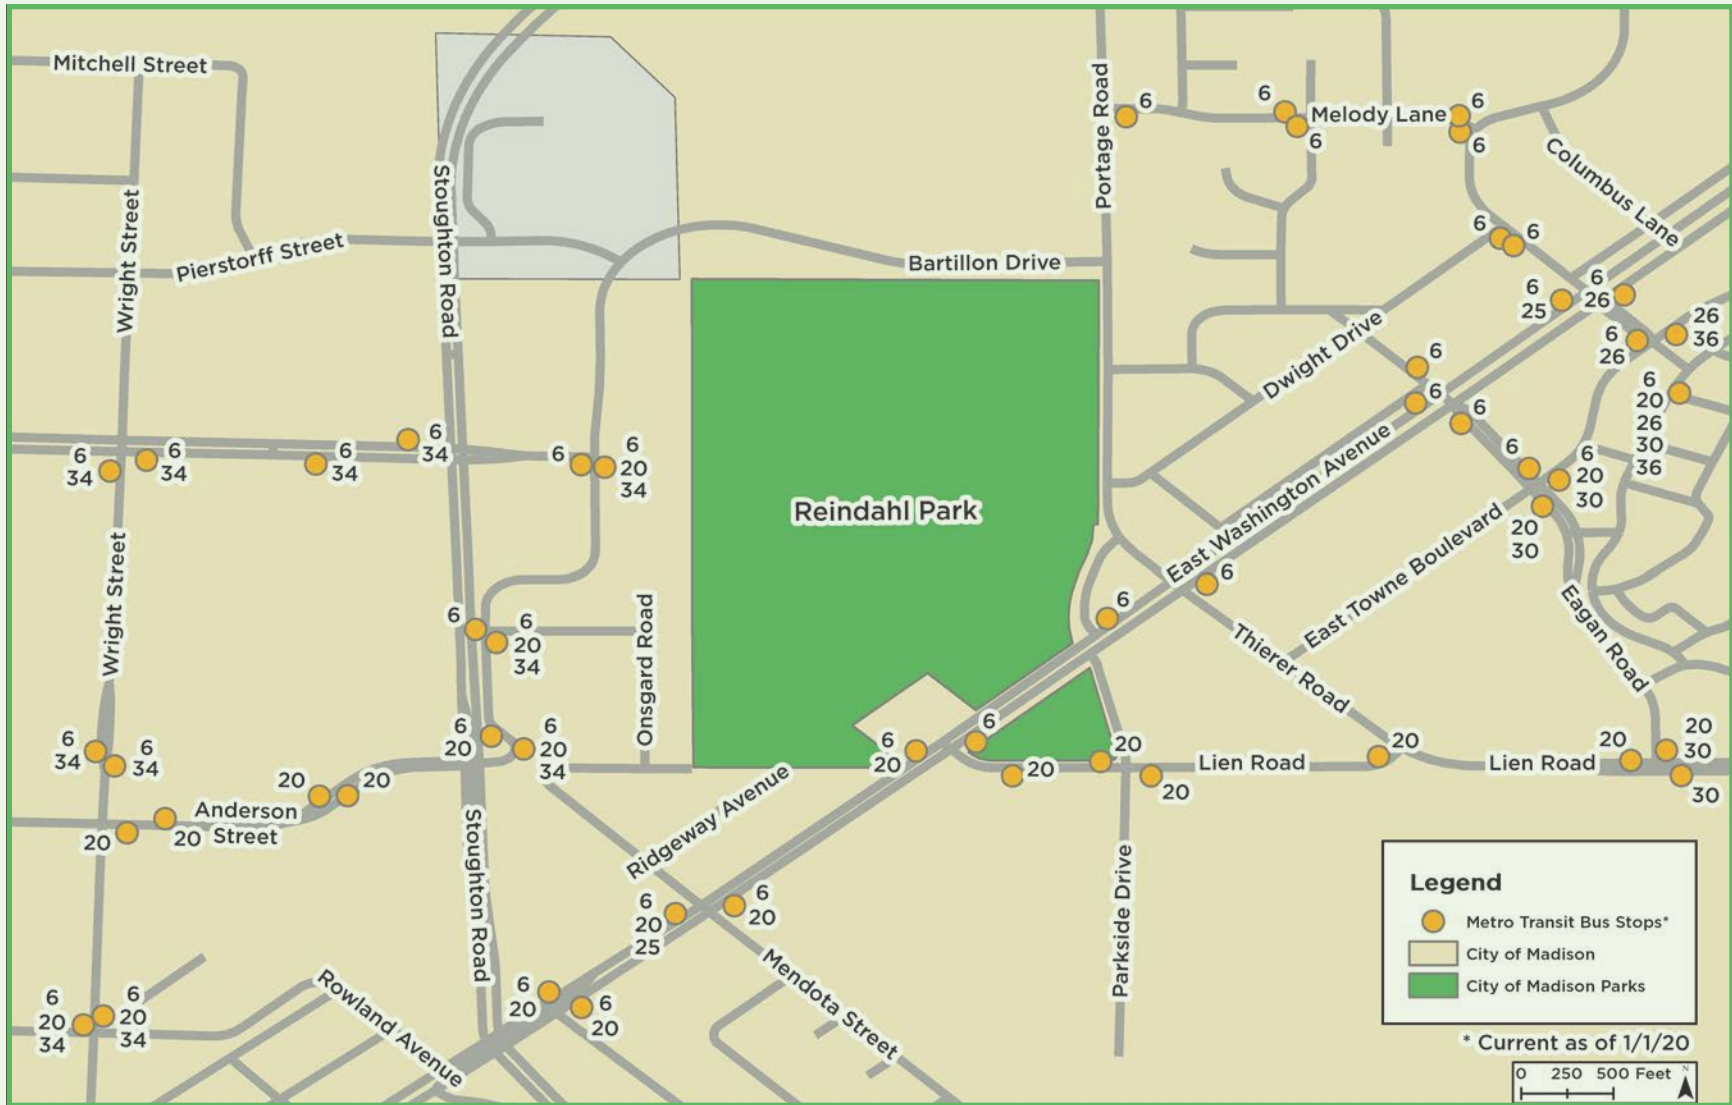 Mitchell Street
Portage Road
6
6
Melody Lane
6
6
6
Columbus Lane
Wright Street
Stoughton Road
Pierstorff Street
Bartillon Drive
6
6
6
25
6
26
26
36
6
26
Dwight Drive
6
6
6
6
20
26
30
36
6
34
6
34
6
34
6
34
6
6
20
34
Reindahl Park
East Washington Avenue
6
6
20
30
20
30
East Towne Boulevard
Eagan Road
Wright Street
6
6
20
34
Onsgard Road
6
6
Thierer Road
6
34
6
34
6
20
6
20
34
6
20
6
20
20
20
Lien Road
20
Lien Road
20
20
30
30
20
20
Anderson
Street
20
20
Stoughton Road
Ridgeway Avenue
Parkside Drive
6
20
25
6
20
Mendota Street
6
20
6
20
Rowland Avenue
6
20
34
6
20
34
Legend
Metro Transit Bus Stops*
City of Madison
City of Madison Parks
* Current as of 1/1/20
0 250 500 Feet
N